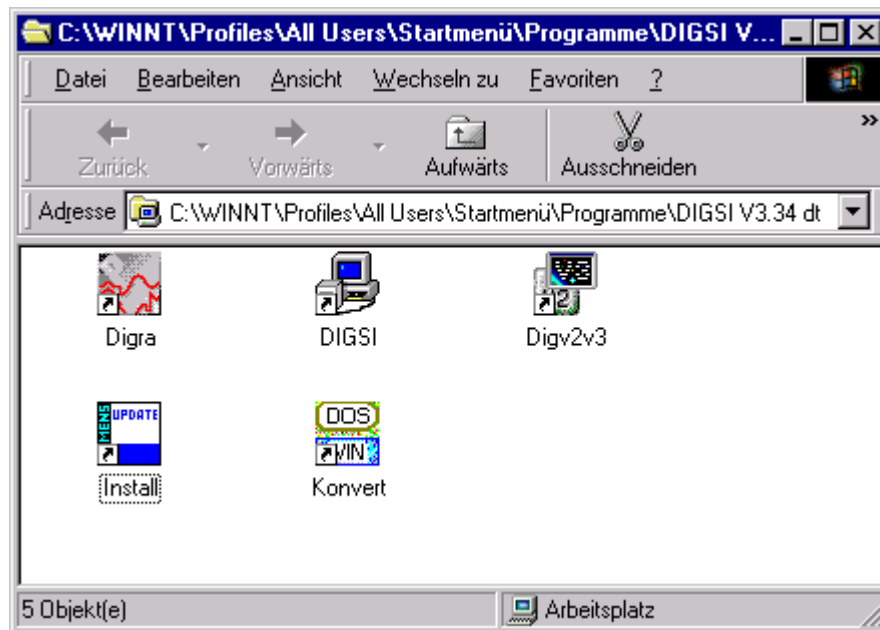 C:\WINNT\Profiles\All Users\Startmenü\Programme\DIGSI V...
Datei Bearbeiten Ansicht Wechseln zu Favoriten ?
Zurück Vorwärts Aufwärts Ausschneiden »
Adresse C:\WINNT\Profiles\All Users\Startmenü\Programme\DIGSI V3.34 dt
2
Digra DIGSI Digv2v3
MENS UPDATE DOS
WIN
Install Konvert
5 Objekt(e) Arbeitsplatz